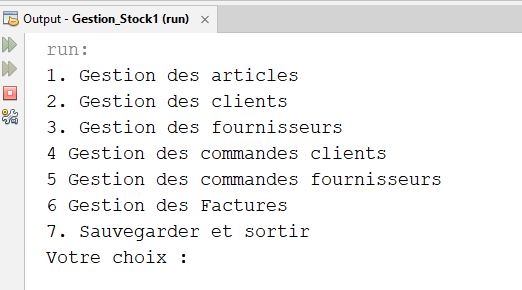 Output - Gestion_Stock1 (run) ×
run:
1. Gestion des articles
2. Gestion des clients
3. Gestion des fournisseurs
4 Gestion des commandes clients
5 Gestion des commandes fournisseurs
6 Gestion des Factures
7. Sauvegarder et sortir
Votre choix :